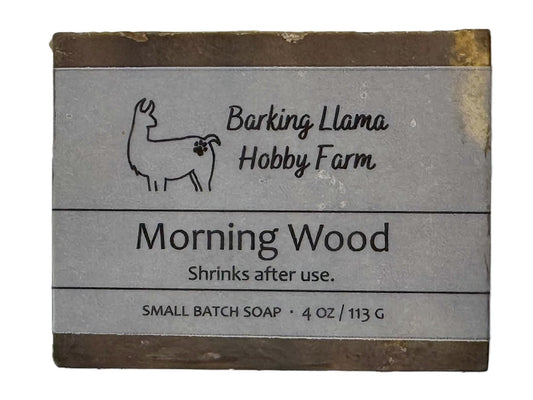 Barking Llama
Hobby Farm
Morning Wood
Shrinks after use.
SMALL BATCH SOAP · 4 OZ / 113 G